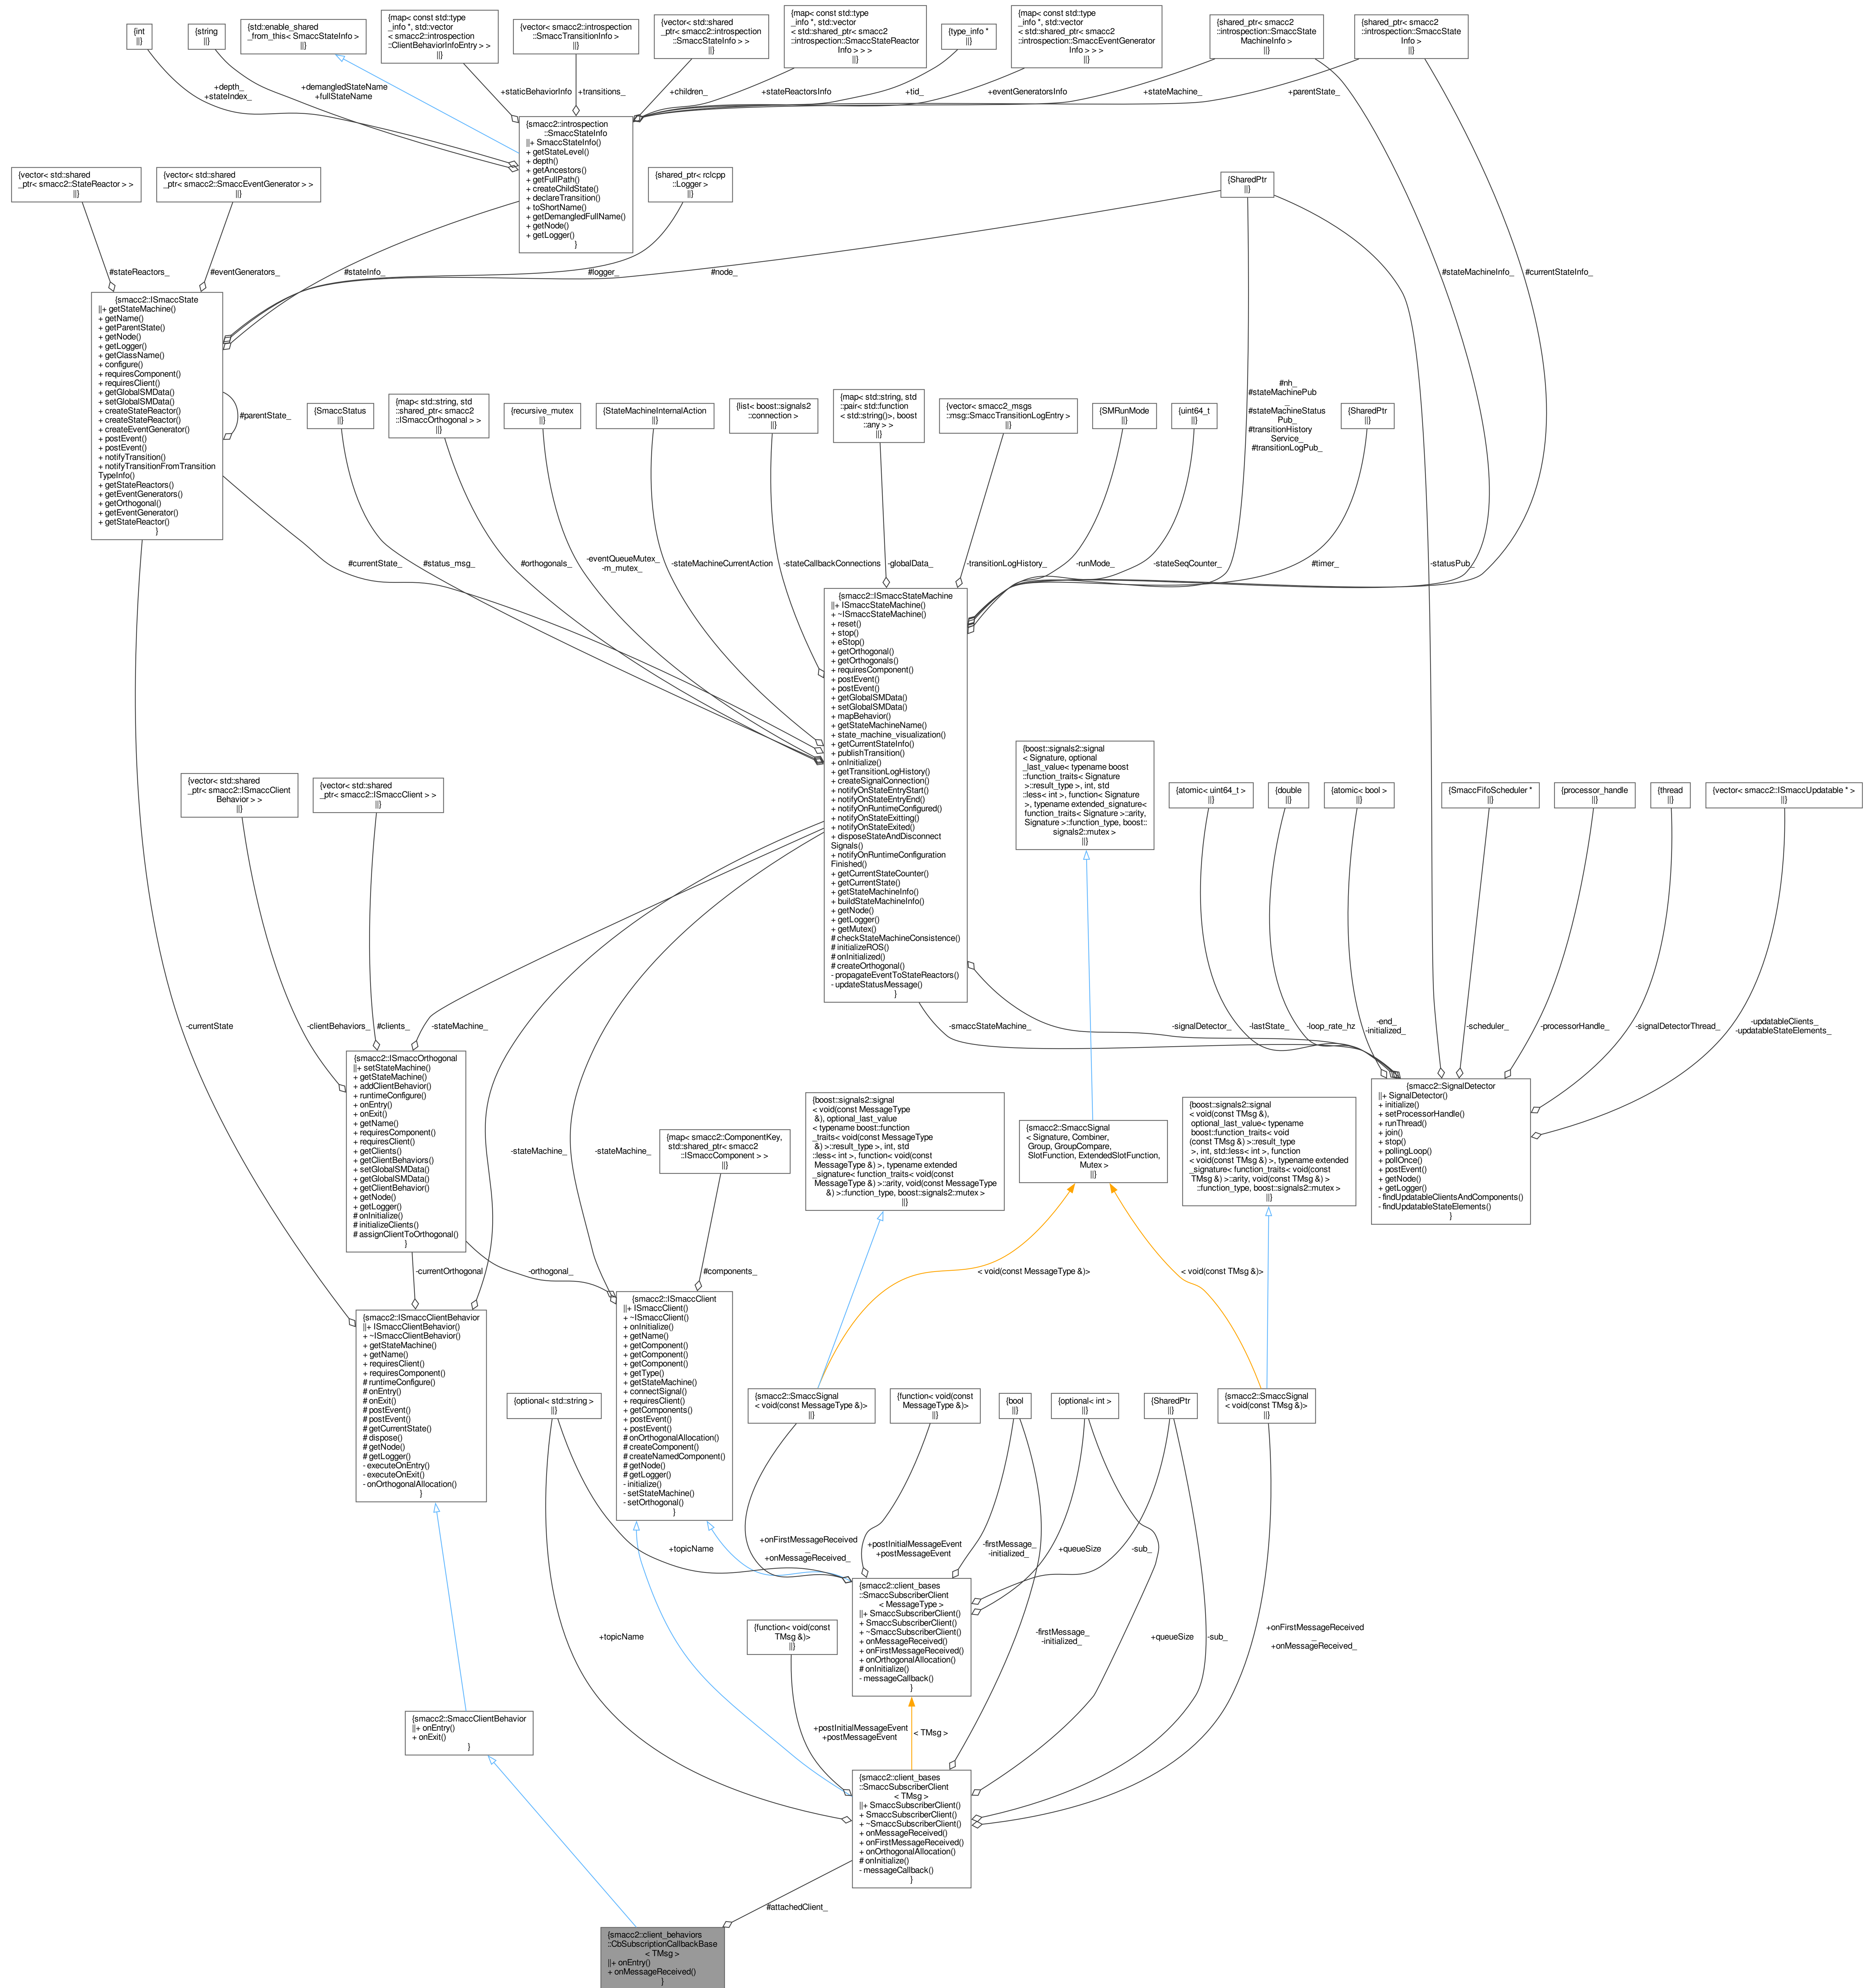 {int
||}
{string
||}
{std::enable_shared
_from_this< SmaccStateInfo >
||}
{map< const std::type
_info *, std::vector
< smacc2::introspection
::ClientBehaviorInfoEntry > >
||}
{vector< smacc2::introspection
::SmaccTransitionInfo >
||}
{vector< std::shared
_ptr< smacc2::introspection
::SmaccStateInfo > >
||}
{map< const std::type
_info *, std::vector
< std::shared_ptr< smacc2
::introspection::SmaccStateReactor
Info > > >
||}
{type_info *
||}
{map< const std::type
_info *, std::vector
< std::shared_ptr< smacc2
::introspection::SmaccEventGenerator
Info > > >
||}
{shared_ptr< smacc2
::introspection::SmaccState
MachineInfo >
||}
{shared_ptr< smacc2
::introspection::SmaccState
Info >
||}
+depth_
+stateIndex_
+demangledStateName
+fullStateName
+staticBehaviorInfo
+transitions_
+children_
+stateReactorsInfo
+tid_
+eventGeneratorsInfo
+stateMachine_
+parentState_
{smacc2::introspection
::SmaccStateInfo
||+ SmaccStateInfo()
+ getStateLevel()
+ depth()
+ getAncestors()
+ getFullPath()
+ createChildState()
+ declareTransition()
+ toShortName()
+ getDemangledFullName()
+ getNode()
+ getLogger()
}
{vector< std::shared
_ptr< smacc2::StateReactor > >
||}
{vector< std::shared
_ptr< smacc2::SmaccEventGenerator > >
||}
{shared_ptr< rclcpp
::Logger >
||}
{SharedPtr
||}
#stateReactors_
#eventGenerators_
#stateInfo_
#logger_
#node_
#stateMachineInfo_
#currentStateInfo_
{smacc2::ISmaccState
||+ getStateMachine()
+ getName()
+ getParentState()
+ getNode()
+ getLogger()
+ getClassName()
+ configure()
+ requiresComponent()
+ requiresClient()
+ getGlobalSMData()
+ setGlobalSMData()
+ createStateReactor()
+ createStateReactor()
+ createEventGenerator()
+ postEvent()
+ postEvent()
+ notifyTransition()
+ notifyTransitionFromTransition
TypeInfo()
+ getStateReactors()
+ getEventGenerators()
+ getOrthogonal()
+ getEventGenerator()
+ getStateReactor()
}
#parentState_
{SmaccStatus
||}
{map< std::string, std
::shared_ptr< smacc2
::ISmaccOrthogonal > >
||}
{recursive_mutex
||}
{StateMachineInternalAction
||}
{list< boost::signals2
::connection >
||}
{map< std::string, std
::pair< std::function
< std::string()>, boost
::any > >
||}
{vector< smacc2_msgs
::msg::SmaccTransitionLogEntry >
||}
{SMRunMode
||}
{uint64_t
||}
#nh_
#stateMachinePub
_
#stateMachineStatus
Pub_
#transitionHistory
Service_
#transitionLogPub_
{SharedPtr
||}
#currentState_
#status_msg_
#orthogonals_
-eventQueueMutex_
-m_mutex_
-stateMachineCurrentAction
-stateCallbackConnections
-globalData_
-transitionLogHistory_
-runMode_
-stateSeqCounter_
#timer_
-statusPub_
{smacc2::ISmaccStateMachine
||+ ISmaccStateMachine()
+ ~ISmaccStateMachine()
+ reset()
+ stop()
+ eStop()
+ getOrthogonal()
+ getOrthogonals()
+ requiresComponent()
+ postEvent()
+ postEvent()
+ getGlobalSMData()
+ setGlobalSMData()
+ mapBehavior()
+ getStateMachineName()
+ state_machine_visualization()
+ getCurrentStateInfo()
+ publishTransition()
+ onInitialize()
+ getTransitionLogHistory()
+ createSignalConnection()
+ notifyOnStateEntryStart()
+ notifyOnStateEntryEnd()
+ notifyOnRuntimeConfigured()
+ notifyOnStateExitting()
+ notifyOnStateExited()
+ disposeStateAndDisconnect
Signals()
+ notifyOnRuntimeConfiguration
Finished()
+ getCurrentStateCounter()
+ getCurrentState()
+ getStateMachineInfo()
+ buildStateMachineInfo()
+ getNode()
+ getLogger()
+ getMutex()
# checkStateMachineConsistence()
# initializeROS()
# onInitialized()
# createOrthogonal()
- propagateEventToStateReactors()
- updateStatusMessage()
}
{boost::signals2::signal
< Signature, optional
_last_value< typename boost
::function_traits< Signature
>::result_type >, int, std
::less< int >, function< Signature
>, typename extended_signature<
function_traits< Signature >::arity,
Signature >::function_type, boost::
signals2::mutex >
||}
{vector< std::shared
_ptr< smacc2::ISmaccClient
Behavior > >
||}
{vector< std::shared
_ptr< smacc2::ISmaccClient > >
||}
{atomic< uint64_t >
||}
{double
||}
{atomic< bool >
||}
{SmaccFifoScheduler *
||}
{processor_handle
||}
{thread
||}
{vector< smacc2::ISmaccUpdatable * >
||}
-currentState
-clientBehaviors_
#clients_
-stateMachine_
-smaccStateMachine_
-signalDetector_
-lastState_
-loop_rate_hz
-end_
-initialized_
-scheduler_
-processorHandle_
-signalDetectorThread_
-updatableClients_
-updatableStateElements_
{smacc2::ISmaccOrthogonal
||+ setStateMachine()
+ getStateMachine()
+ addClientBehavior()
+ runtimeConfigure()
+ onEntry()
+ onExit()
+ getName()
+ requiresComponent()
+ requiresClient()
+ getClients()
+ getClientBehaviors()
+ setGlobalSMData()
+ getGlobalSMData()
+ getClientBehavior()
+ getNode()
+ getLogger()
# onInitialize()
# initializeClients()
# assignClientToOrthogonal()
}
{smacc2::SignalDetector
||+ SignalDetector()
+ initialize()
+ setProcessorHandle()
+ runThread()
+ join()
+ stop()
+ pollingLoop()
+ pollOnce()
+ postEvent()
+ getNode()
+ getLogger()
- findUpdatableClientsAndComponents()
- findUpdatableStateElements()
}
{boost::signals2::signal
< void(const MessageType
&), optional_last_value
< typename boost::function
_traits< void(const MessageType
&) >::result_type >, int, std
::less< int >, function< void(const
MessageType &) >, typename extended
_signature< function_traits< void(const
MessageType &) >::arity, void(const MessageType
&) >::function_type, boost::signals2::mutex >
||}
{smacc2::SmaccSignal
< Signature, Combiner,
Group, GroupCompare,
SlotFunction, ExtendedSlotFunction,
Mutex >
||}
{boost::signals2::signal
< void(const TMsg &),
optional_last_value< typename
boost::function_traits< void
(const TMsg &) >::result_type
>, int, std::less< int >, function
< void(const TMsg &) >, typename extended
_signature< function_traits< void(const
TMsg &) >::arity, void(const TMsg &) >
::function_type, boost::signals2::mutex >
||}
-stateMachine_
-stateMachine_
{map< smacc2::ComponentKey,
std::shared_ptr< smacc2
::ISmaccComponent > >
||}
-currentOrthogonal
-orthogonal_
#components_
< void(const MessageType &)>
< void(const TMsg &)>
{smacc2::ISmaccClientBehavior
||+ ISmaccClientBehavior()
+ ~ISmaccClientBehavior()
+ getStateMachine()
+ getName()
+ requiresClient()
+ requiresComponent()
# runtimeConfigure()
# onEntry()
# onExit()
# postEvent()
# postEvent()
# getCurrentState()
# dispose()
# getNode()
# getLogger()
- executeOnEntry()
- executeOnExit()
- onOrthogonalAllocation()
}
{smacc2::ISmaccClient
||+ ISmaccClient()
+ ~ISmaccClient()
+ onInitialize()
+ getName()
+ getComponent()
+ getComponent()
+ getComponent()
+ getType()
+ getStateMachine()
+ connectSignal()
+ requiresClient()
+ getComponents()
+ postEvent()
+ postEvent()
# onOrthogonalAllocation()
# createComponent()
# createNamedComponent()
# getNode()
# getLogger()
- initialize()
- setStateMachine()
- setOrthogonal()
}
{optional< std::string >
||}
{smacc2::SmaccSignal
< void(const MessageType &)>
||}
{function< void(const
MessageType &)>
||}
{bool
||}
{optional< int >
||}
{SharedPtr
||}
{smacc2::SmaccSignal
< void(const TMsg &)>
||}
+topicName
+onFirstMessageReceived
_
+onMessageReceived_
+postInitialMessageEvent
+postMessageEvent
-firstMessage_
-initialized_
+queueSize
-sub_
{smacc2::client_bases
::SmaccSubscriberClient
< MessageType >
||+ SmaccSubscriberClient()
+ SmaccSubscriberClient()
+ ~SmaccSubscriberClient()
+ onMessageReceived()
+ onFirstMessageReceived()
+ onOrthogonalAllocation()
# onInitialize()
- messageCallback()
}
{function< void(const
TMsg &)>
||}
+topicName
-firstMessage_
-initialized_
+queueSize
-sub_
+onFirstMessageReceived
_
+onMessageReceived_
{smacc2::SmaccClientBehavior
||+ onEntry()
+ onExit()
}
+postInitialMessageEvent
+postMessageEvent
< TMsg >
{smacc2::client_bases
::SmaccSubscriberClient
< TMsg >
||+ SmaccSubscriberClient()
+ SmaccSubscriberClient()
+ ~SmaccSubscriberClient()
+ onMessageReceived()
+ onFirstMessageReceived()
+ onOrthogonalAllocation()
# onInitialize()
- messageCallback()
}
#attachedClient_
{smacc2::client_behaviors
::CbSubscriptionCallbackBase
< TMsg >
||+ onEntry()
+ onMessageReceived()
}